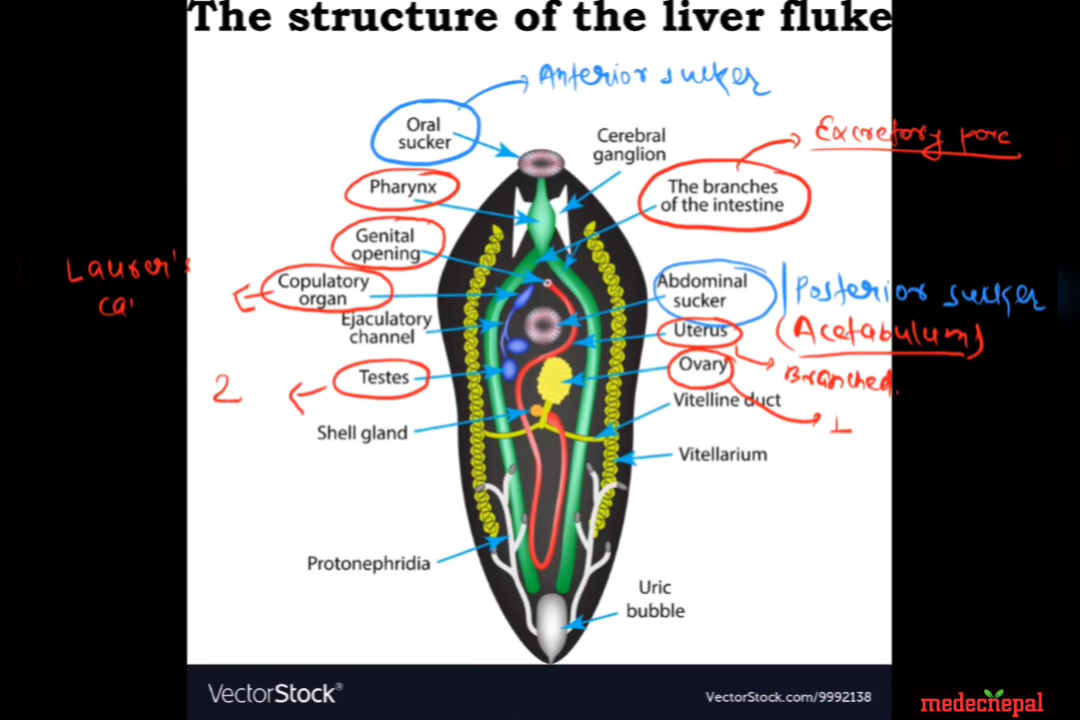 The structure of the liver fluke
Anterior sucker
Oral
sucker
Cerebral
ganglion
Excretory pore
Pharynx
The branches
of the intestine
Genital
opening
Laurer's
ca
Copulatory
organ
Abdominal
sucker
Posterior sucker
(Acetabulum)
Ejaculatory
channel
Uterus
Branched.
Testes
2
Ovary
1
Vitelline duct
Shell gland
Vitellarium
Protonephridia
Uric
bubble
VectorStock®
VectorStock.com/9992138
medecnepal